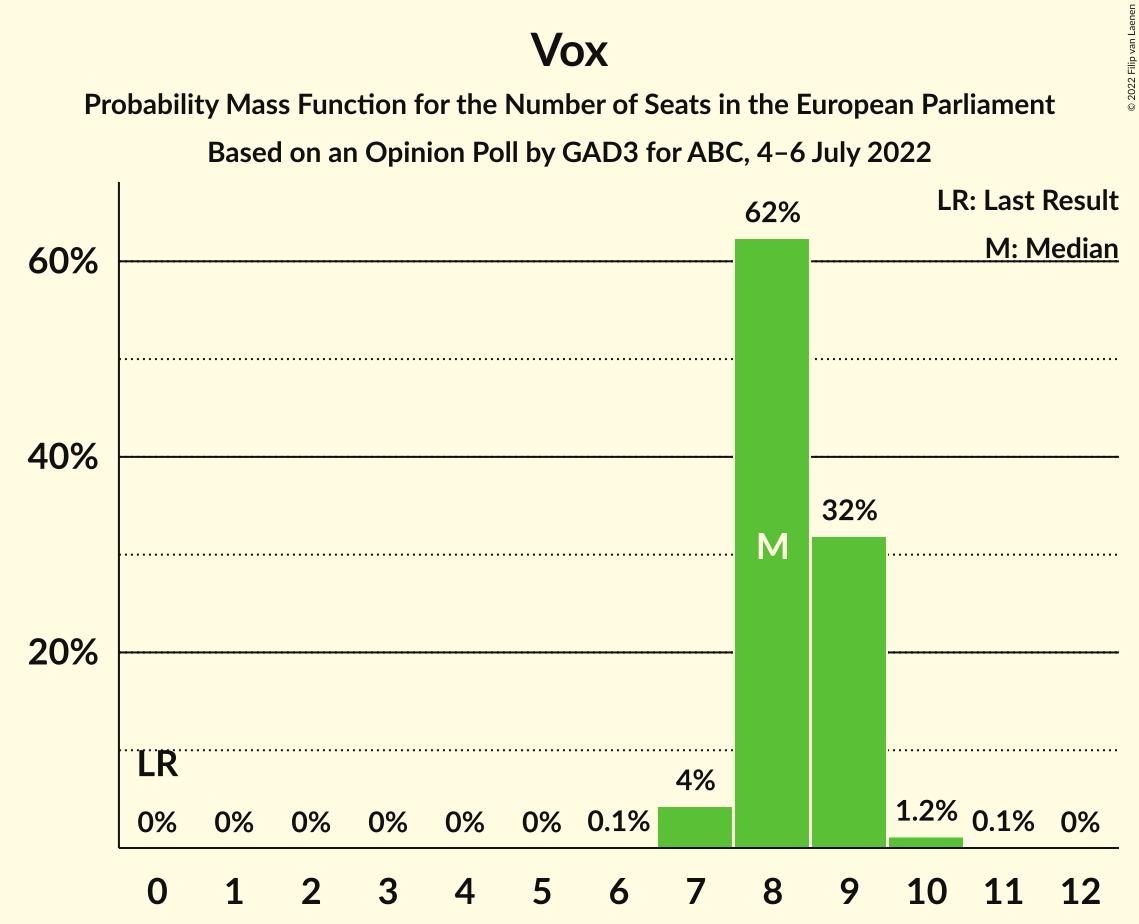 Vox
Probability Mass Function for the Number of Seats in the European Parliament
Based on an Opinion Poll by GAD3 for ABC, 4–6 July 2022
© 2022 Filip van Laenen
LR: Last Result
M: Median
60%
40%
20%
62%
32%
M
LR
4%
0% 0% 0% 0% 0% 0% 0.1% 1.2% 0.1% 0%
0 1 2 3 4 5 6 7 8 9 10 11 12